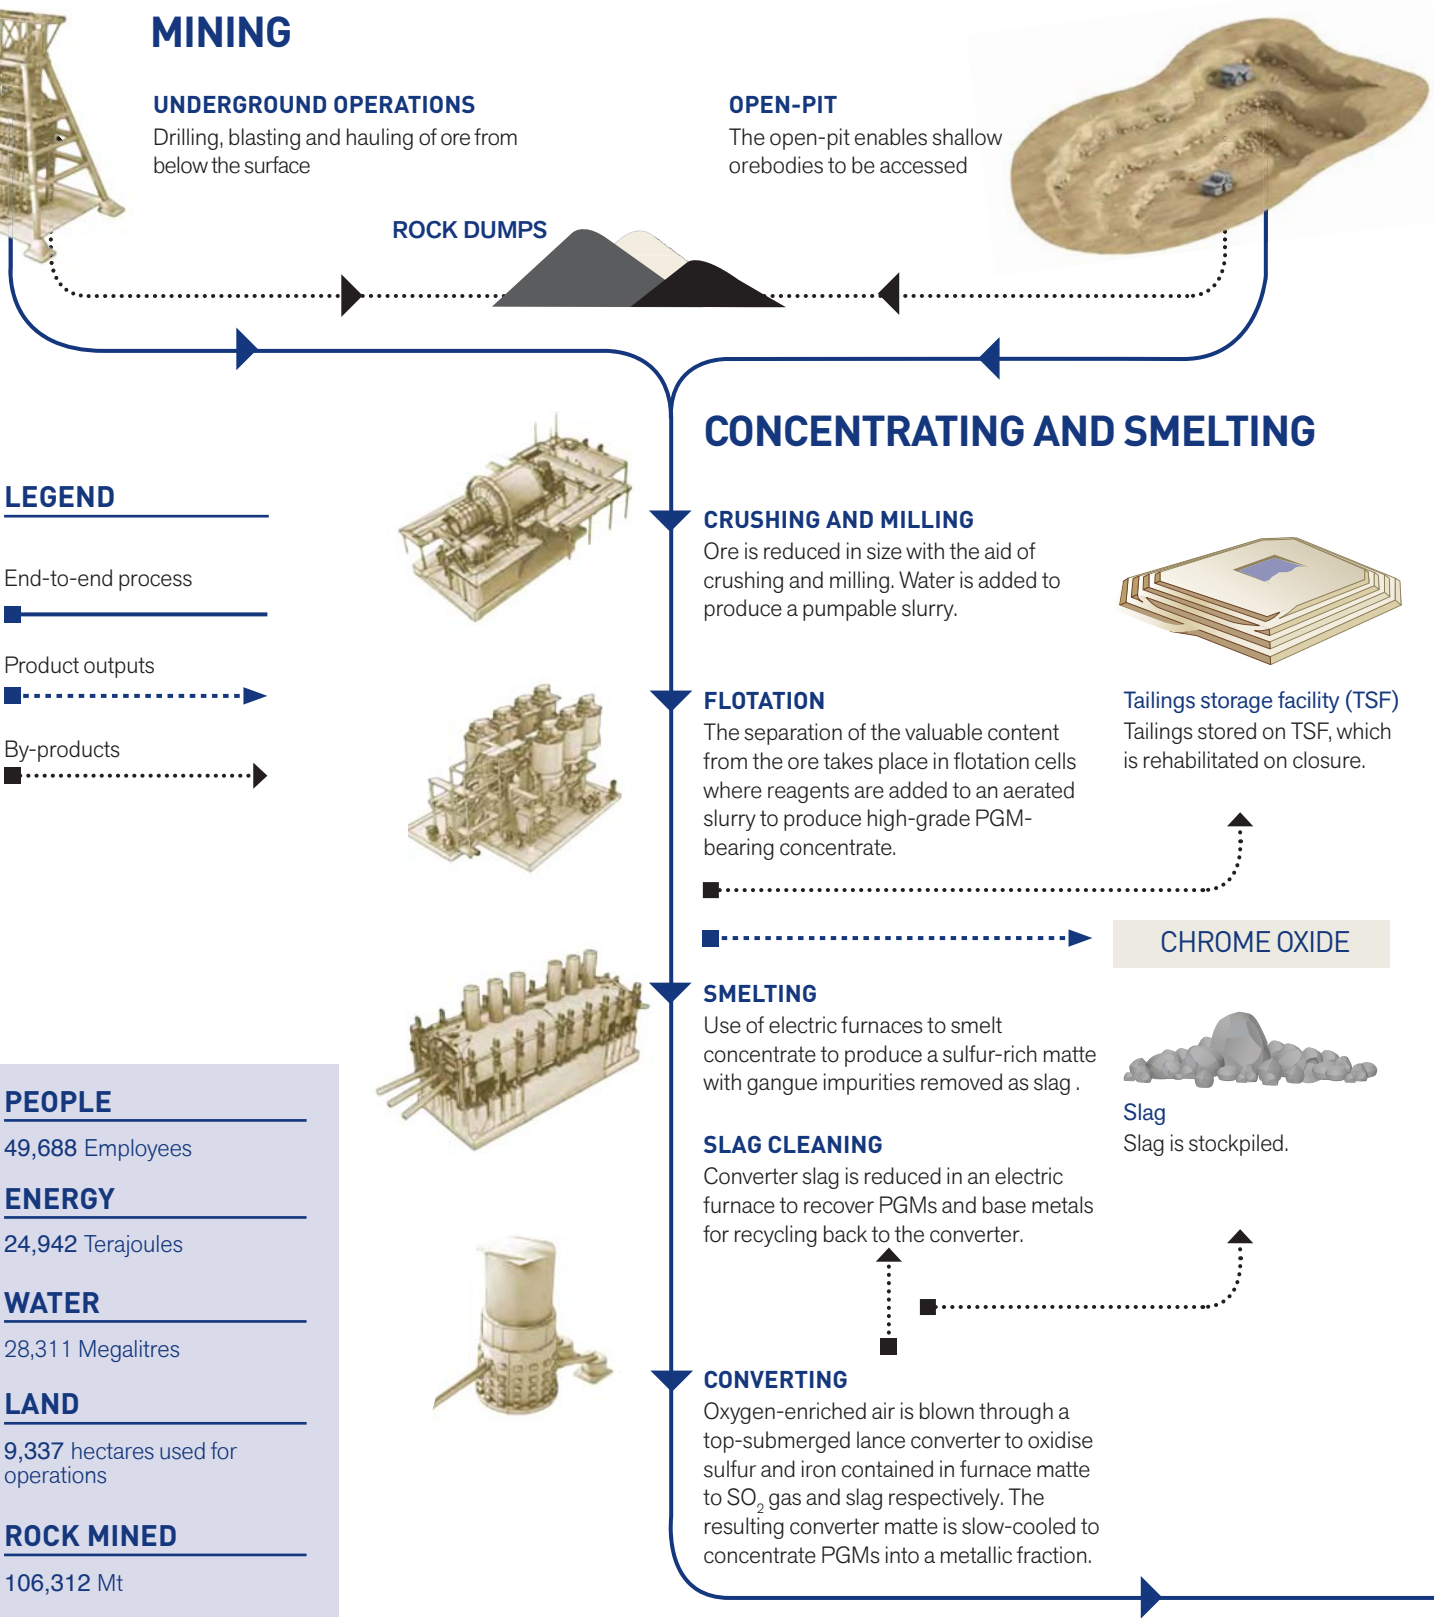 MINING
UNDERGROUND OPERATIONS
Drilling, blasting and hauling of ore from
below the surface
OPEN-PIT
The open-pit enables shallow
orebodies to be accessed
ROCK DUMPS
CONCENTRATING AND SMELTING
LEGEND
End-to-end process
Product outputs
By-products
CRUSHING AND MILLING
Ore is reduced in size with the aid of
crushing and milling. Water is added to
produce a pumpable slurry.
FLOTATION
The separation of the valuable content
from the ore takes place in flotation cells
where reagents are added to an aerated
slurry to produce high-grade PGM-
bearing concentrate.
Tailings storage facility (TSF)
Tailings stored on TSF, which
is rehabilitated on closure.
CHROME OXIDE
SMELTING
Use of electric furnaces to smelt
concentrate to produce a sulfur-rich matte
with gangue impurities removed as slag .
Slag
Slag is stockpiled.
SLAG CLEANING
Converter slag is reduced in an electric
furnace to recover PGMs and base metals
for recycling back to the converter.
CONVERTING
Oxygen-enriched air is blown through a
top-submerged lance converter to oxidise
sulfur and iron contained in furnace matte
to SO2 gas and slag respectively. The
resulting converter matte is slow-cooled to
concentrate PGMs into a metallic fraction.
PEOPLE
49,688 Employees
ENERGY
24,942 Terajoules
WATER
28,311 Megalitres
LAND
9,337 hectares used for
operations
ROCK MINED
106,312 Mt